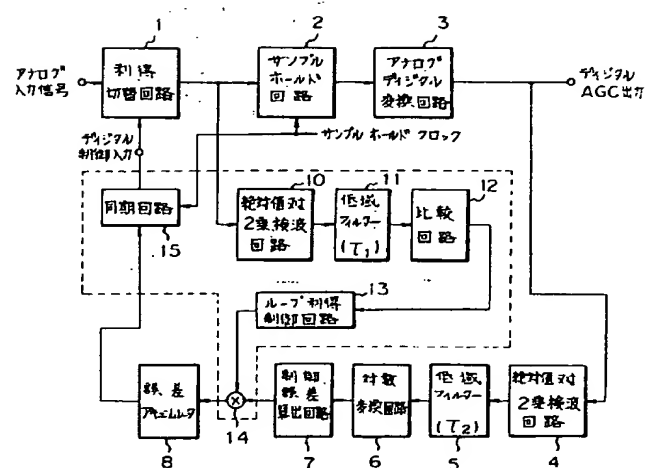 1
2
3
アナログ
入力信号
利得
切替回路
サンプル
ホールド
回路
アナログ
ディジタル
変換回路
ディジタル
AGC出力
ディジタル
制御入力
サンプル ホールド クロック
10
11
12
同期回路
15
絶対値対
2乗検波
回路
低域
フィルター
(τ1)
比較
回路
13
ループ利得
制御回路
誤差
アキュムレータ
14
制御
誤差
算出回路
対数
変換回路
低域
フィルター
(τ2)
絶対値対
2乗検波
回路
8
7
6
5
4